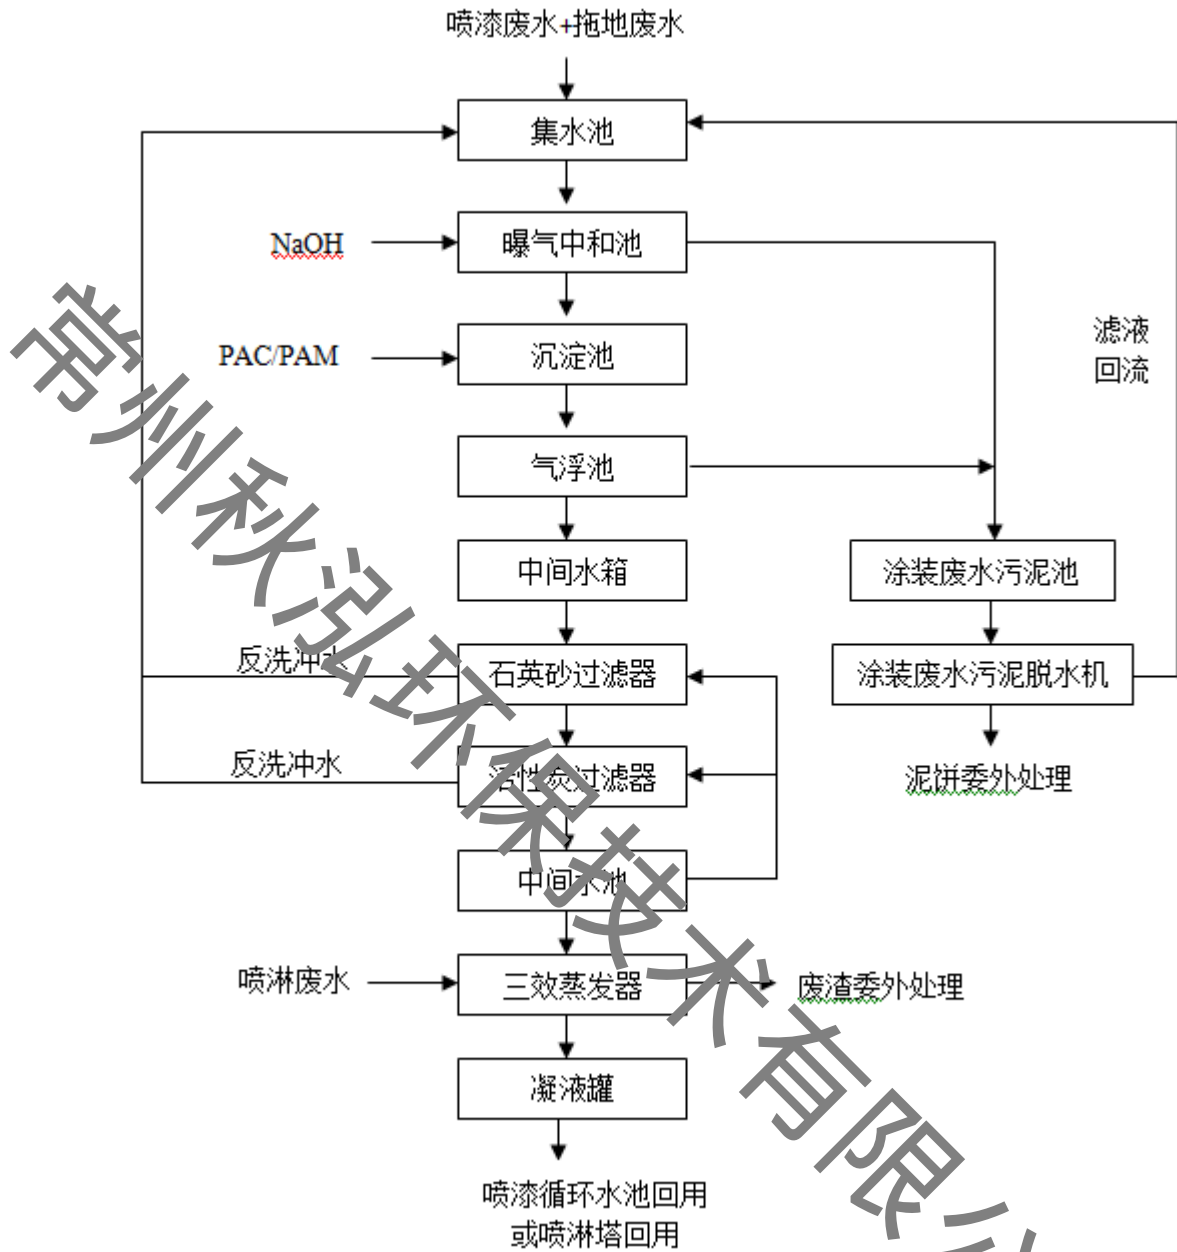 喷漆废水+拖地废水
集水池
NaOH
曝气中和池
滤液
回流
PAC/PAM
沉淀池
气浮池
中间水箱
涂装废水污泥池
反洗冲水
石英砂过滤器
涂装废水污泥脱水机
反洗冲水
活性炭过滤器
泥饼委外处理
中间水池
喷淋废水
三效蒸发器
废渣委外处理
凝液罐
喷漆循环水池回用
或喷淋塔回用
常州秋泓环保技术有限公